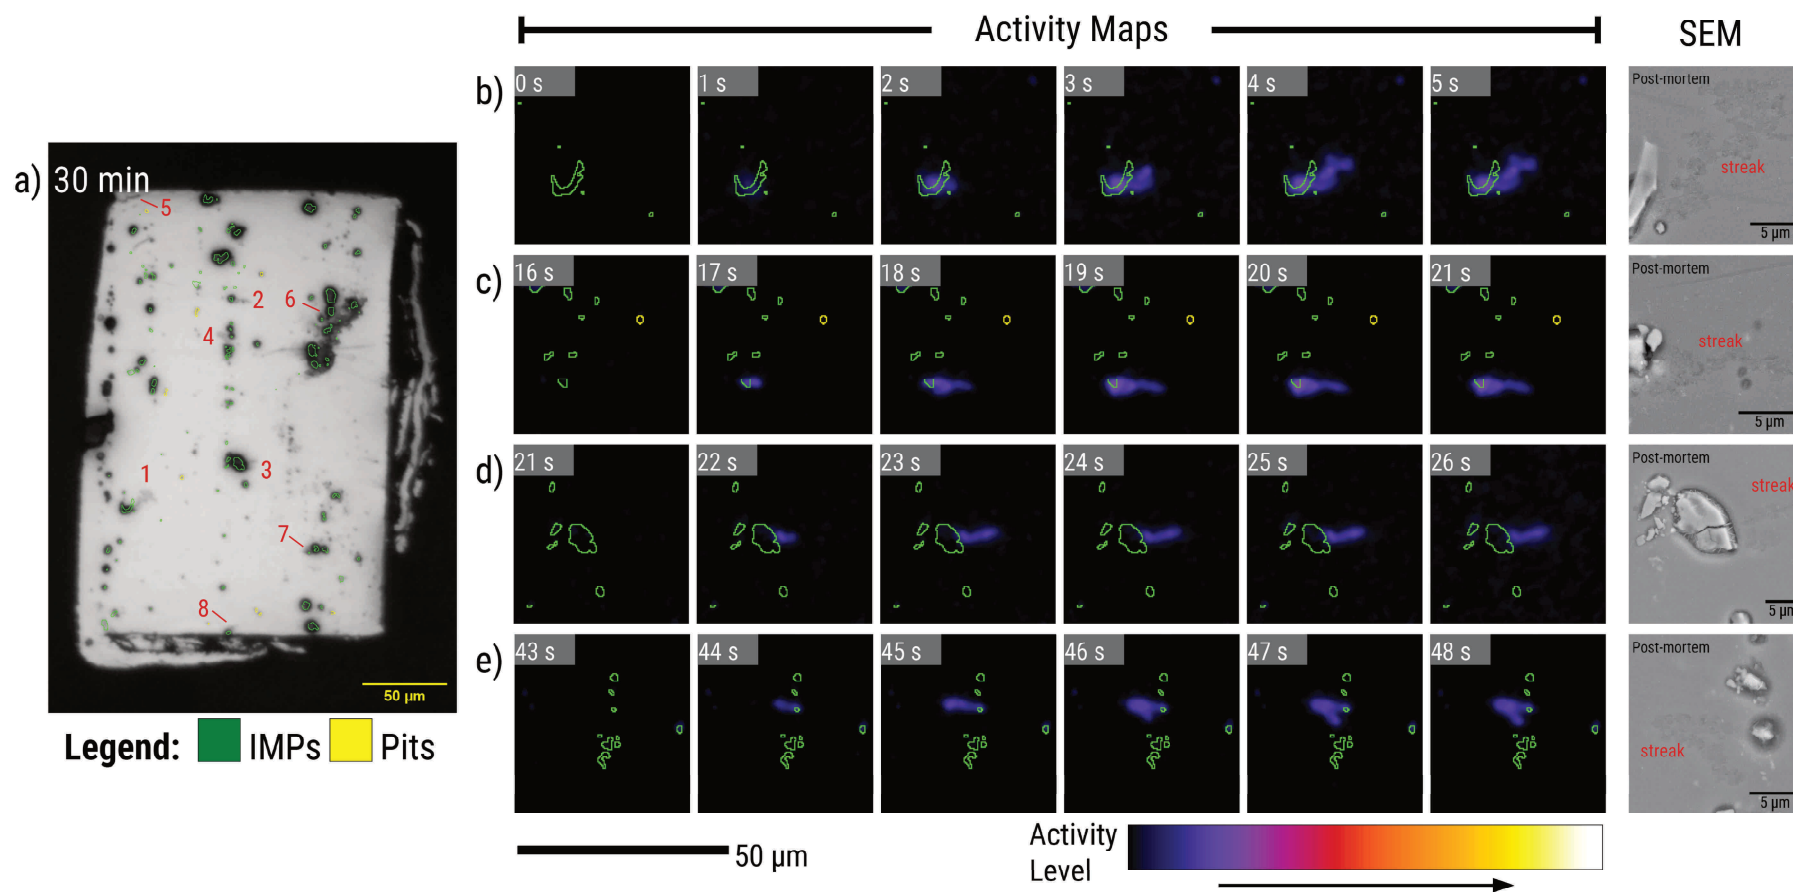 Activity Maps
SEM
a) 30 min
5
2
6
4
1
3
7
8
50 µm
Legend: IMPs Pits
b) 0 s 1 s 2 s 3 s 4 s 5 s
Post-mortem
streak
5 µm
c) 16 s 17 s 18 s 19 s 20 s 21 s
Post-mortem
streak
5 µm
d) 21 s 22 s 23 s 24 s 25 s 26 s
Post-mortem
streak
5 µm
e) 43 s 44 s 45 s 46 s 47 s 48 s
Post-mortem
streak
5 µm
50 µm
Activity
Level